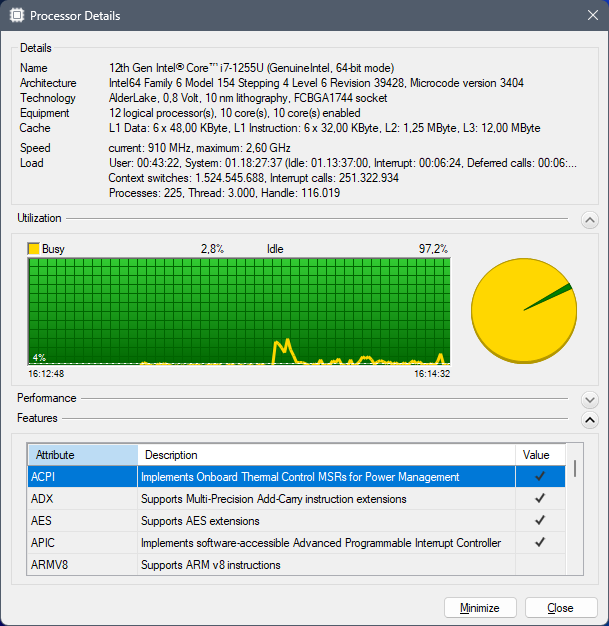 Processor Details
Details
Name 12th Gen Intel® Core™ i7-1255U (GenuineIntel, 64-bit mode)
Architecture Intel64 Family 6 Model 154 Stepping 4 Level 6 Revision 39428, Microcode version 3404
Technology AlderLake, 0,8 Volt, 10 nm lithography, FCBGA1744 socket
Equipment 12 logical processor(s), 10 core(s), 10 core(s) enabled
Cache L1 Data: 6 x 48,00 KByte, L1 Instruction: 6 x 32,00 KByte, L2: 1,25 MByte, L3: 12,00 MByte
Speed current: 910 MHz, maximum: 2,60 GHz
Load User: 00:43:22, System: 01.18:27:37 (Idle: 01.13:37:00, Interrupt: 00:06:24, Deferred calls: 00:06:...
Context switches: 1.524.545.688, Interrupt calls: 251.322.934
Processes: 225, Thread: 3.000, Handle: 116.019
Utilization
Busy 2,8% Idle 97,2%
4%
16:12:48 16:14:32
Performance
Features
Attribute Description Value
ACPI Implements Onboard Thermal Control MSRs for Power Management ✓
ADX Supports Multi-Precision Add-Carry instruction extensions ✓
AES Supports AES extensions ✓
APIC Implements software-accessible Advanced Programmable Interrupt Controller ✓
ARMV8 Supports ARM v8 instructions
Minimize Close